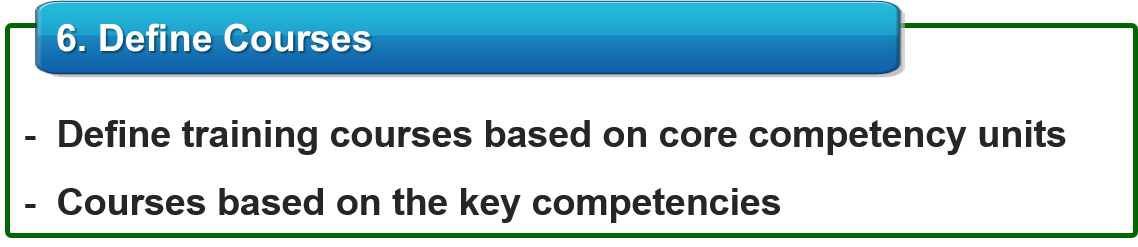 6. Define Courses
- Define training courses based on core competency units
- Courses based on the key competencies